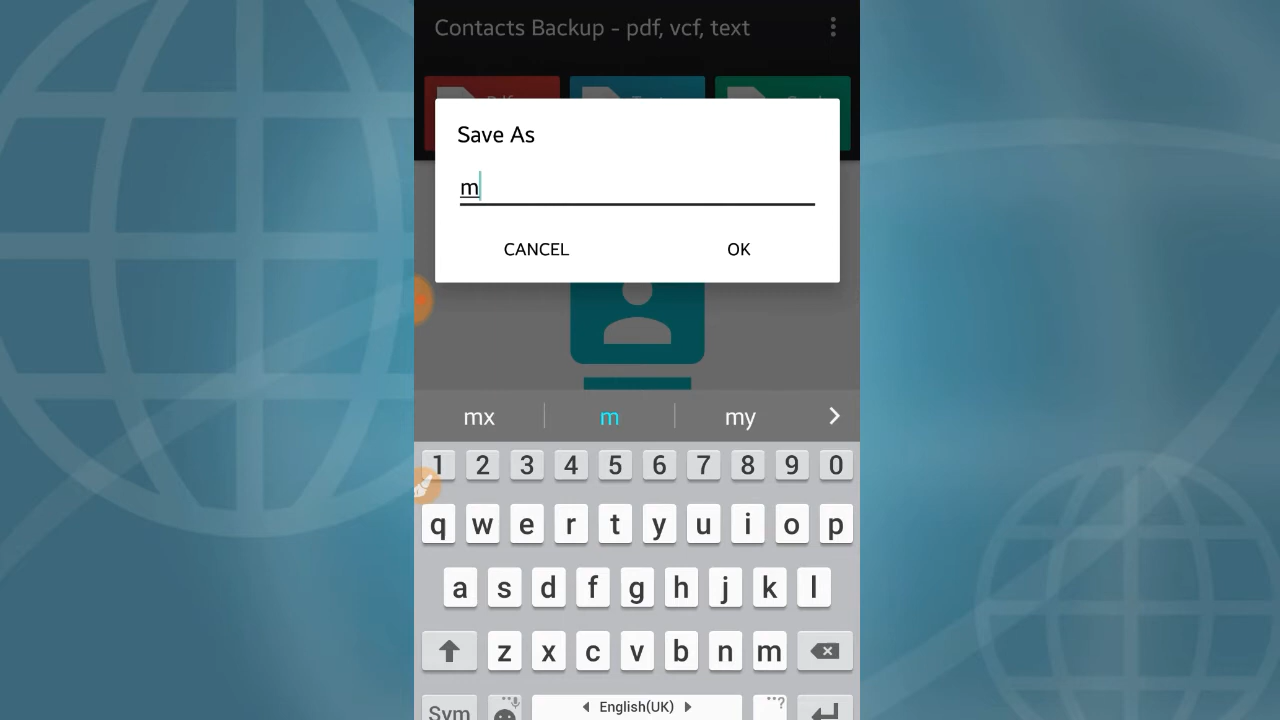 Contacts Backup - pdf, vcf, text
Save As
m
CANCEL OK
mx m my
1 2 3 4 5 6 7 8 9 0
q w e r t y u i o p
a s d f g h j k l
z x c v b n m
Sym English(UK) ...?